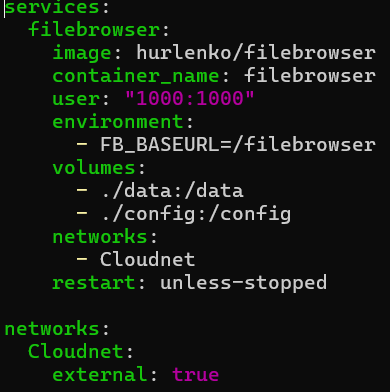 services:
  filebrowser:
    image: hurlenko/filebrowser
    container_name: filebrowser
    user: "1000:1000"
    environment:
      - FB_BASEURL=/filebrowser
    volumes:
      - ./data:/data
      - ./config:/config
    networks:
      - Cloudnet
    restart: unless-stopped

networks:
  Cloudnet:
    external: true